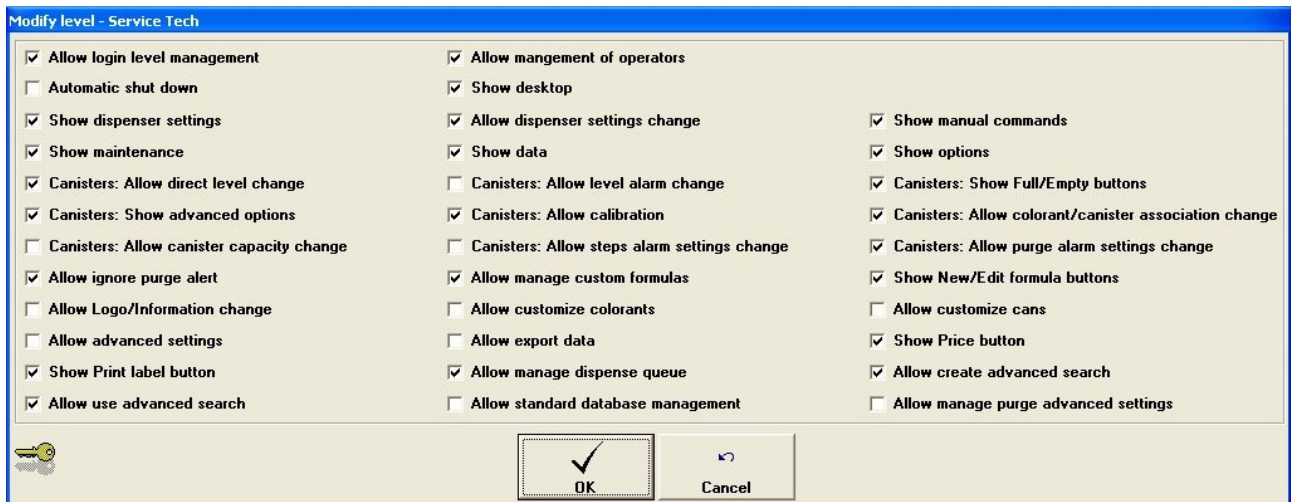 Modify level - Service Tech
Allow login level management Allow mangement of operators
Automatic shut down Show desktop
Show dispenser settings Allow dispenser settings change Show manual commands
Show maintenance Show data Show options
Canisters: Allow direct level change Canisters: Allow level alarm change Canisters: Show Full/Empty buttons
Canisters: Show advanced options Canisters: Allow calibration Canisters: Allow colorant/canister association change
Canisters: Allow canister capacity change Canisters: Allow steps alarm settings change Canisters: Allow purge alarm settings change
Allow ignore purge alert Allow manage custom formulas Show New/Edit formula buttons
Allow Logo/Information change Allow customize colorants Allow customize cans
Allow advanced settings Allow export data Show Price button
Show Print label button Allow manage dispense queue Allow create advanced search
Allow use advanced search Allow standard database management Allow manage purge advanced settings
OK Cancel